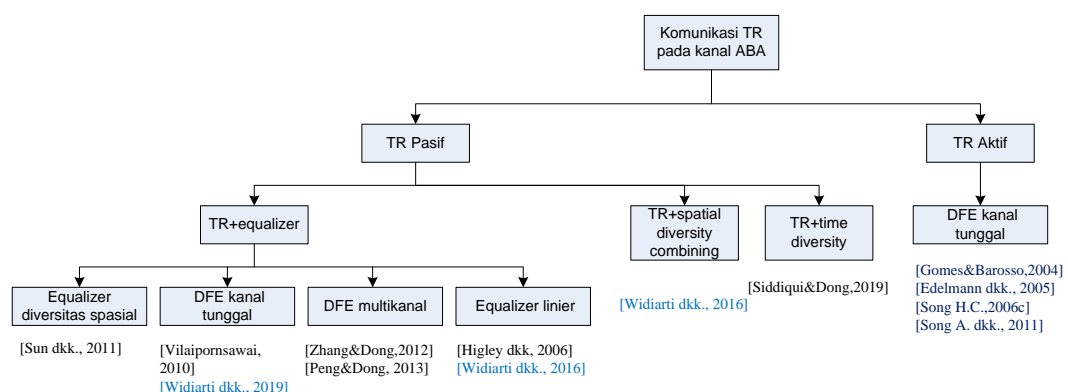 Komunikasi TR
pada kanal ABA
TR Pasif
TR Aktif
TR+equalizer
TR+spatial
diversity
combining
TR+time
diversity
DFE kanal
tunggal
Equalizer
diversitas spasial
DFE kanal
tunggal
DFE multikanal
Equalizer linier
[Widiarti dkk., 2016]
[Siddiqui&Dong,2019]
[Gomes&Barosso,2004]
[Edelmann dkk., 2005]
[Song H.C.,2006c]
[Song A. dkk., 2011]
[Sun dkk., 2011]
[Vilaipornsawai,
2010]
[Widiarti dkk., 2019]
[Zhang&Dong,2012]
[Peng&Dong, 2013]
[Higley dkk, 2006]
[Widiarti dkk., 2016]